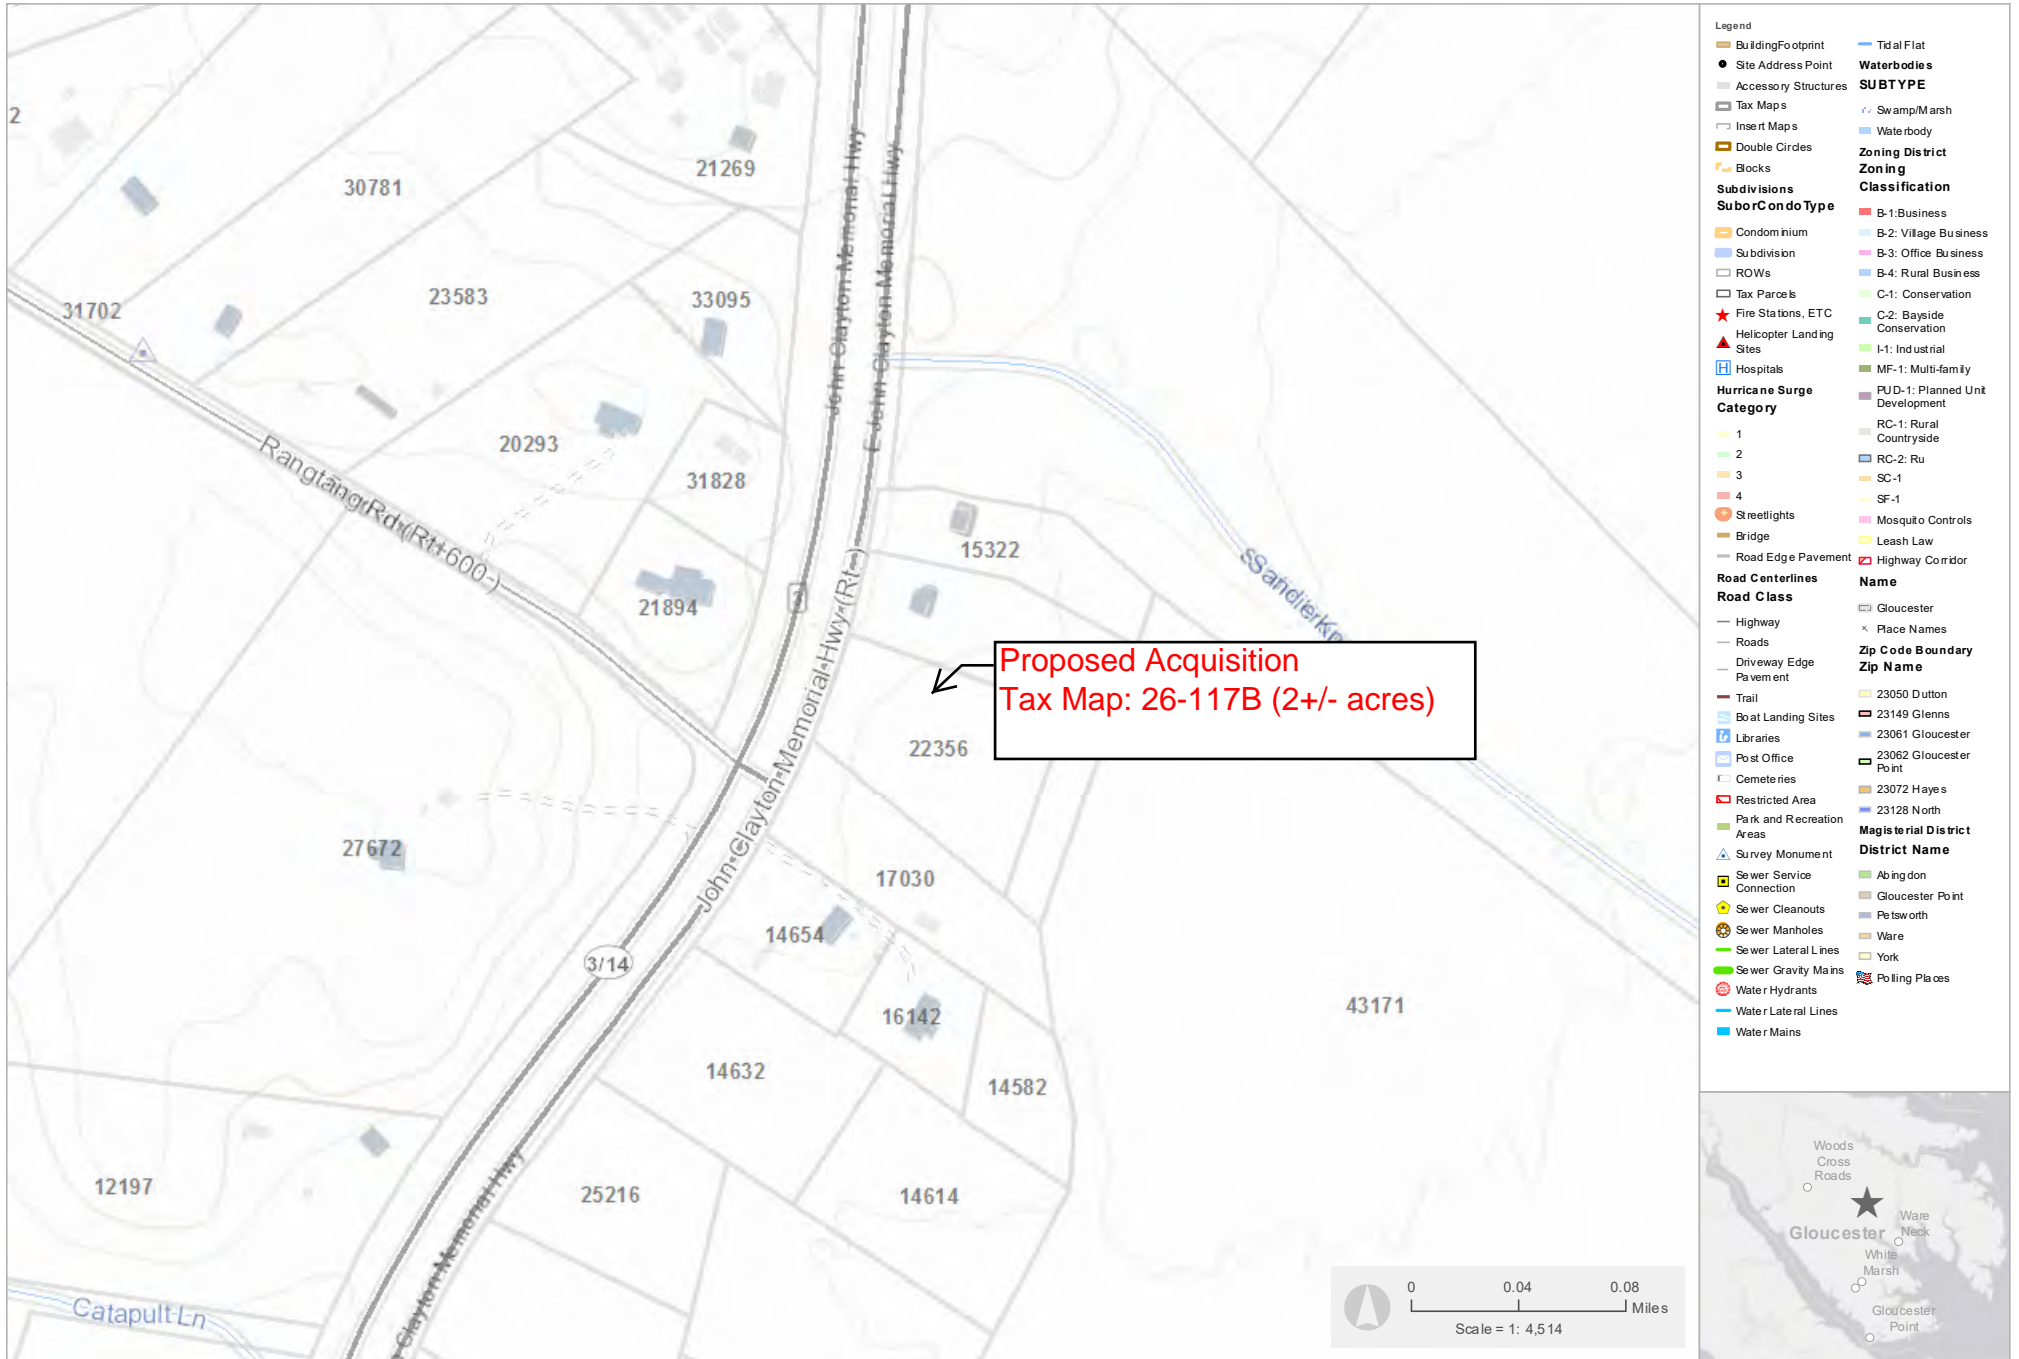 2
30781
21269
31702
23583
33095
20293
31828
21894
15322
22356
27672
17030
14654
16142
43171
14632
14582
12197
25216
14614
John Clayton Memorial Hwy
E John Clayton Memorial Hwy
John Clayton Memorial Hwy
John Clayton Memorial Hwy (Rt )
Rangtang Rd (Rt 600 )
3
3/14
Clayton Memorial Hwy
Catapult Ln
Proposed Acquisition
Tax Map: 26-117B (2+/- acres)
0 0.04 0.08
Miles
Scale = 1: 4,514
Legend
BuildingFootprint
Site Address Point
Accessory Structures
Tax Maps
Insert Maps
Double Circles
Blocks
Subdivisions
SuborCondoType
Condominium
Subdivision
ROWs
Tax Parcels
Fire Stations, ETC
Helicopter Landing
Sites
H Hospitals
Hurricane Surge
Category
1
2
3
4
Streetlights
Bridge
Road Edge Pavement
Road Centerlines
Road Class
Highway
Roads
Driveway Edge
Pavement
Trail
Boat Landing Sites
Libraries
Post Office
Cemeteries
Restricted Area
Park and Recreation
Areas
Survey Monument
Sewer Service
Connection
Sewer Cleanouts
Sewer Manholes
Sewer Lateral Lines
Sewer Gravity Mains
Water Hydrants
Water Lateral Lines
Water Mains
Tidal Flat
Waterbodies
SUBTYPE
Swamp/Marsh
Waterbody
Zoning District
Zoning
Classification
B-1:Business
B-2: Village Business
B-3: Office Business
B-4: Rural Business
C-1: Conservation
C-2: Bayside
Conservation
I-1: Industrial
MF-1: Multi-family
PUD-1: Planned Unit
Development
RC-1: Rural
Countryside
RC-2: Ru
SC-1
SF-1
Mosquito Controls
Leash Law
Highway Corridor
Name
Gloucester
Place Names
Zip Code Boundary
Zip Name
23050 Dutton
23149 Glenns
23061 Gloucester
23062 Gloucester
Point
23072 Hayes
23128 North
Magisterial District
District Name
Abingdon
Gloucester Point
Petsworth
Ware
York
Polling Places
Woods
Cross
Roads
Gloucester
Ware
Neck
White
Marsh
Gloucester
Point